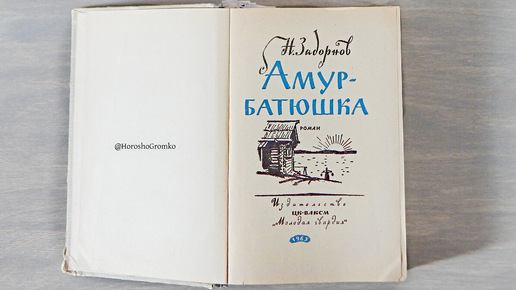 @HoroshoGromko
Н. Задорнов
АМУР-
БАТЮШКА
РОМАН
Издательство
ЦК ВЛКСМ
„Молодая гвардия“
1963